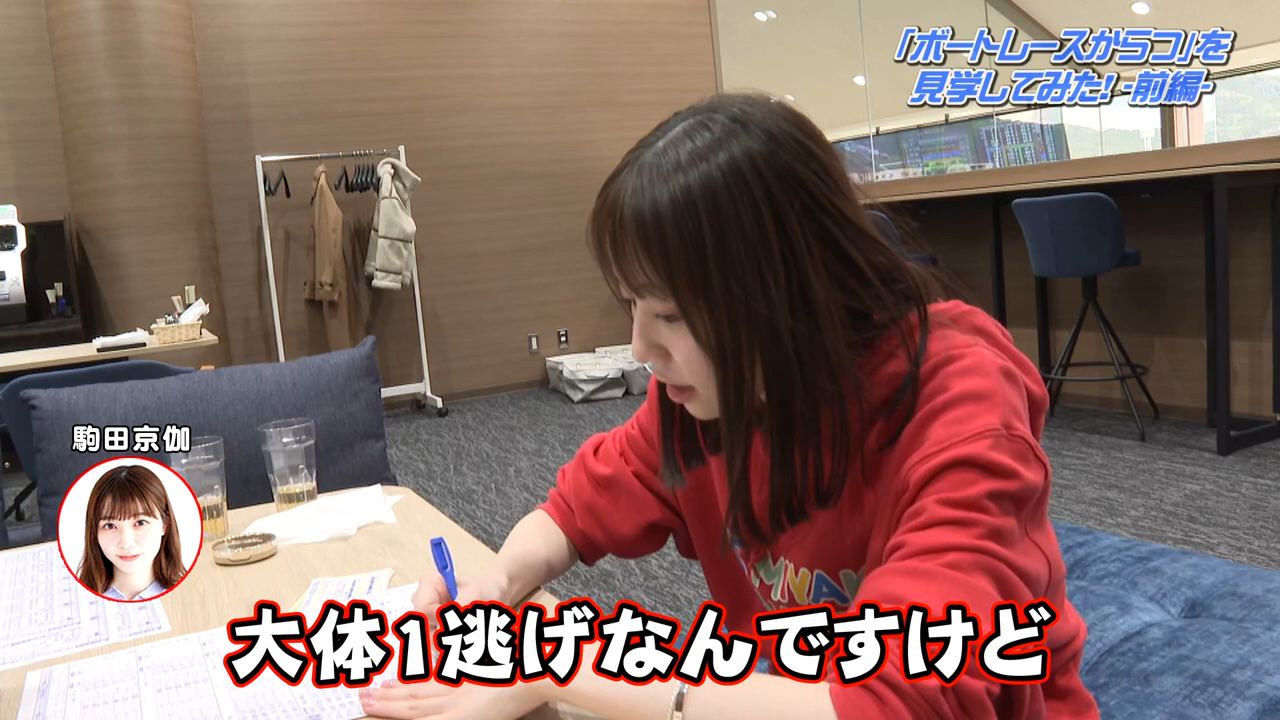 「ボートレースからつ」を
見学してみた! -前編-
駒田京伽
大体1逃げなんですけど